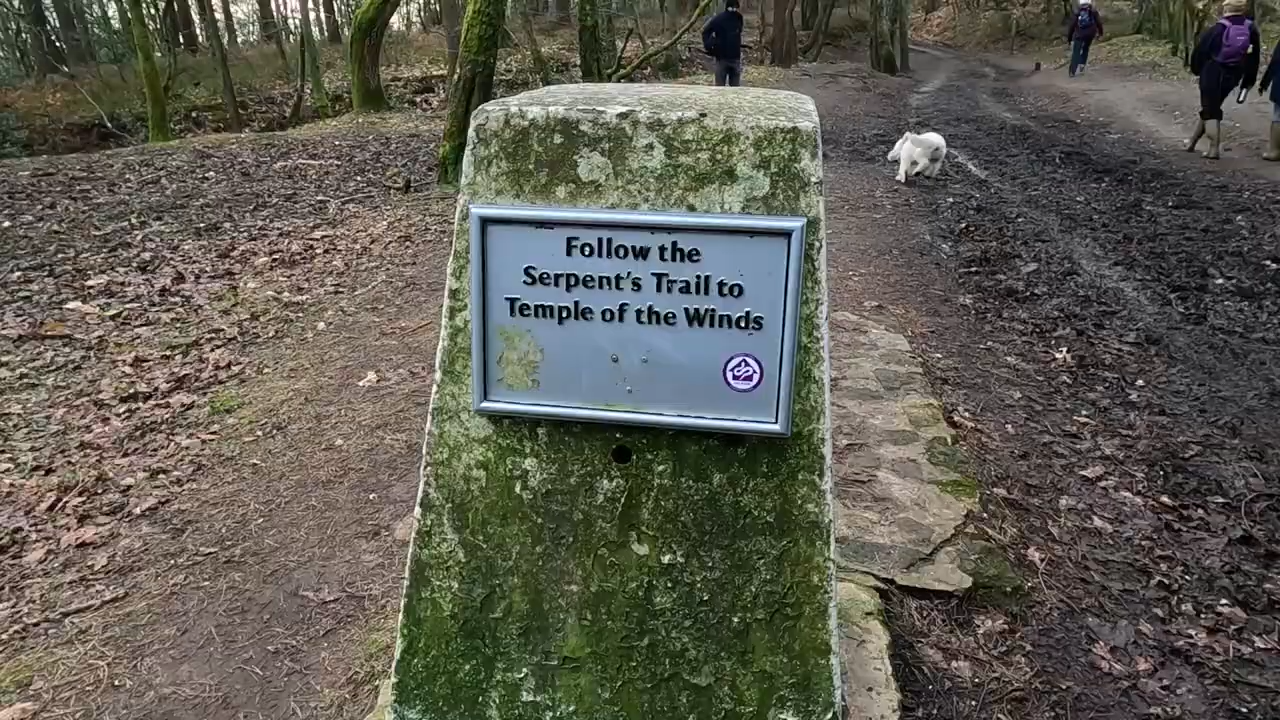 Follow the
Serpent's Trail to
Temple of the Winds